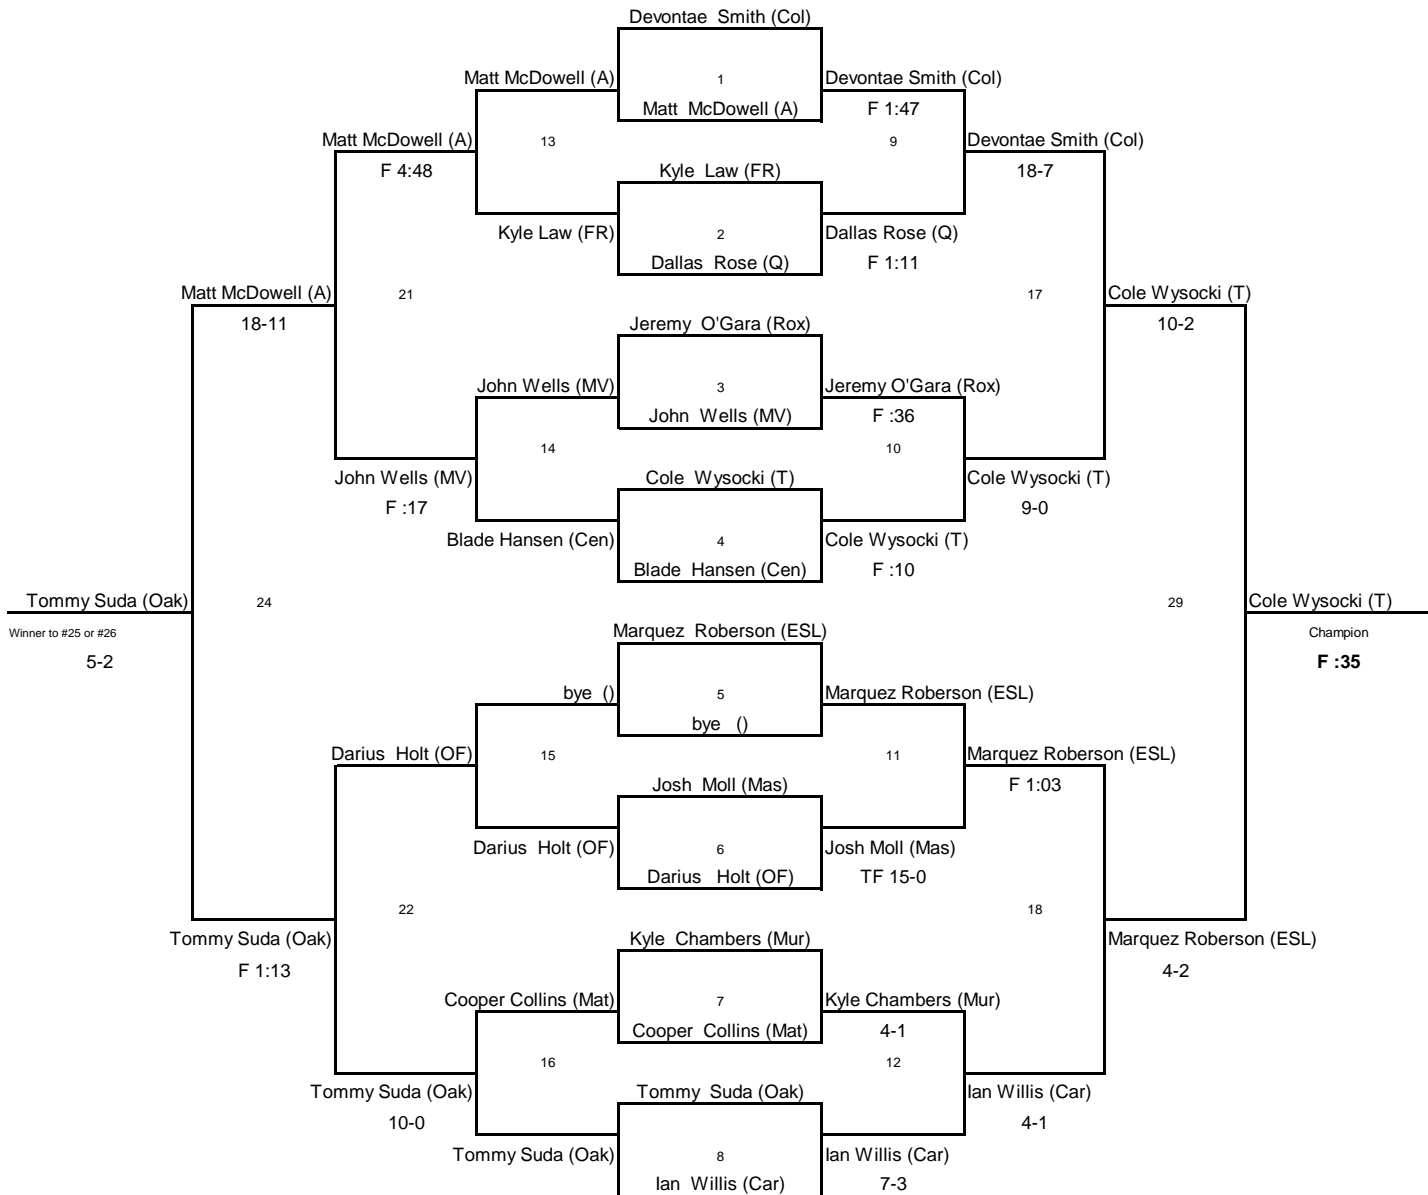 Devontae Smith (Col)
Matt McDowell (A)
1
Devontae Smith (Col)
Matt McDowell (A)
F 1:47
Matt McDowell (A)
13
9
Devontae Smith (Col)
F 4:48
Kyle Law (FR)
18-7
Kyle Law (FR)
2
Dallas Rose (Q)
Dallas Rose (Q)
F 1:11
Matt McDowell (A)
21
17
Cole Wysocki (T)
18-11
Jeremy O'Gara (Rox)
10-2
John Wells (MV)
3
Jeremy O'Gara (Rox)
John Wells (MV)
F :36
14
10
John Wells (MV)
Cole Wysocki (T)
Cole Wysocki (T)
F :17
9-0
Blade Hansen (Cen)
4
Cole Wysocki (T)
Blade Hansen (Cen)
F :10
Tommy Suda (Oak)
24
29
Cole Wysocki (T)
Winner to #25 or #26
Marquez Roberson (ESL)
Champion
5-2
F :35
bye ()
5
Marquez Roberson (ESL)
bye ()
Darius Holt (OF)
15
11
Marquez Roberson (ESL)
Josh Moll (Mas)
F 1:03
Darius Holt (OF)
6
Josh Moll (Mas)
Darius Holt (OF)
TF 15-0
22
18
Tommy Suda (Oak)
Kyle Chambers (Mur)
Marquez Roberson (ESL)
F 1:13
4-2
Cooper Collins (Mat)
7
Kyle Chambers (Mur)
Cooper Collins (Mat)
4-1
16
12
Tommy Suda (Oak)
Tommy Suda (Oak)
Ian Willis (Car)
10-0
4-1
Tommy Suda (Oak)
8
Ian Willis (Car)
Ian Willis (Car)
7-3